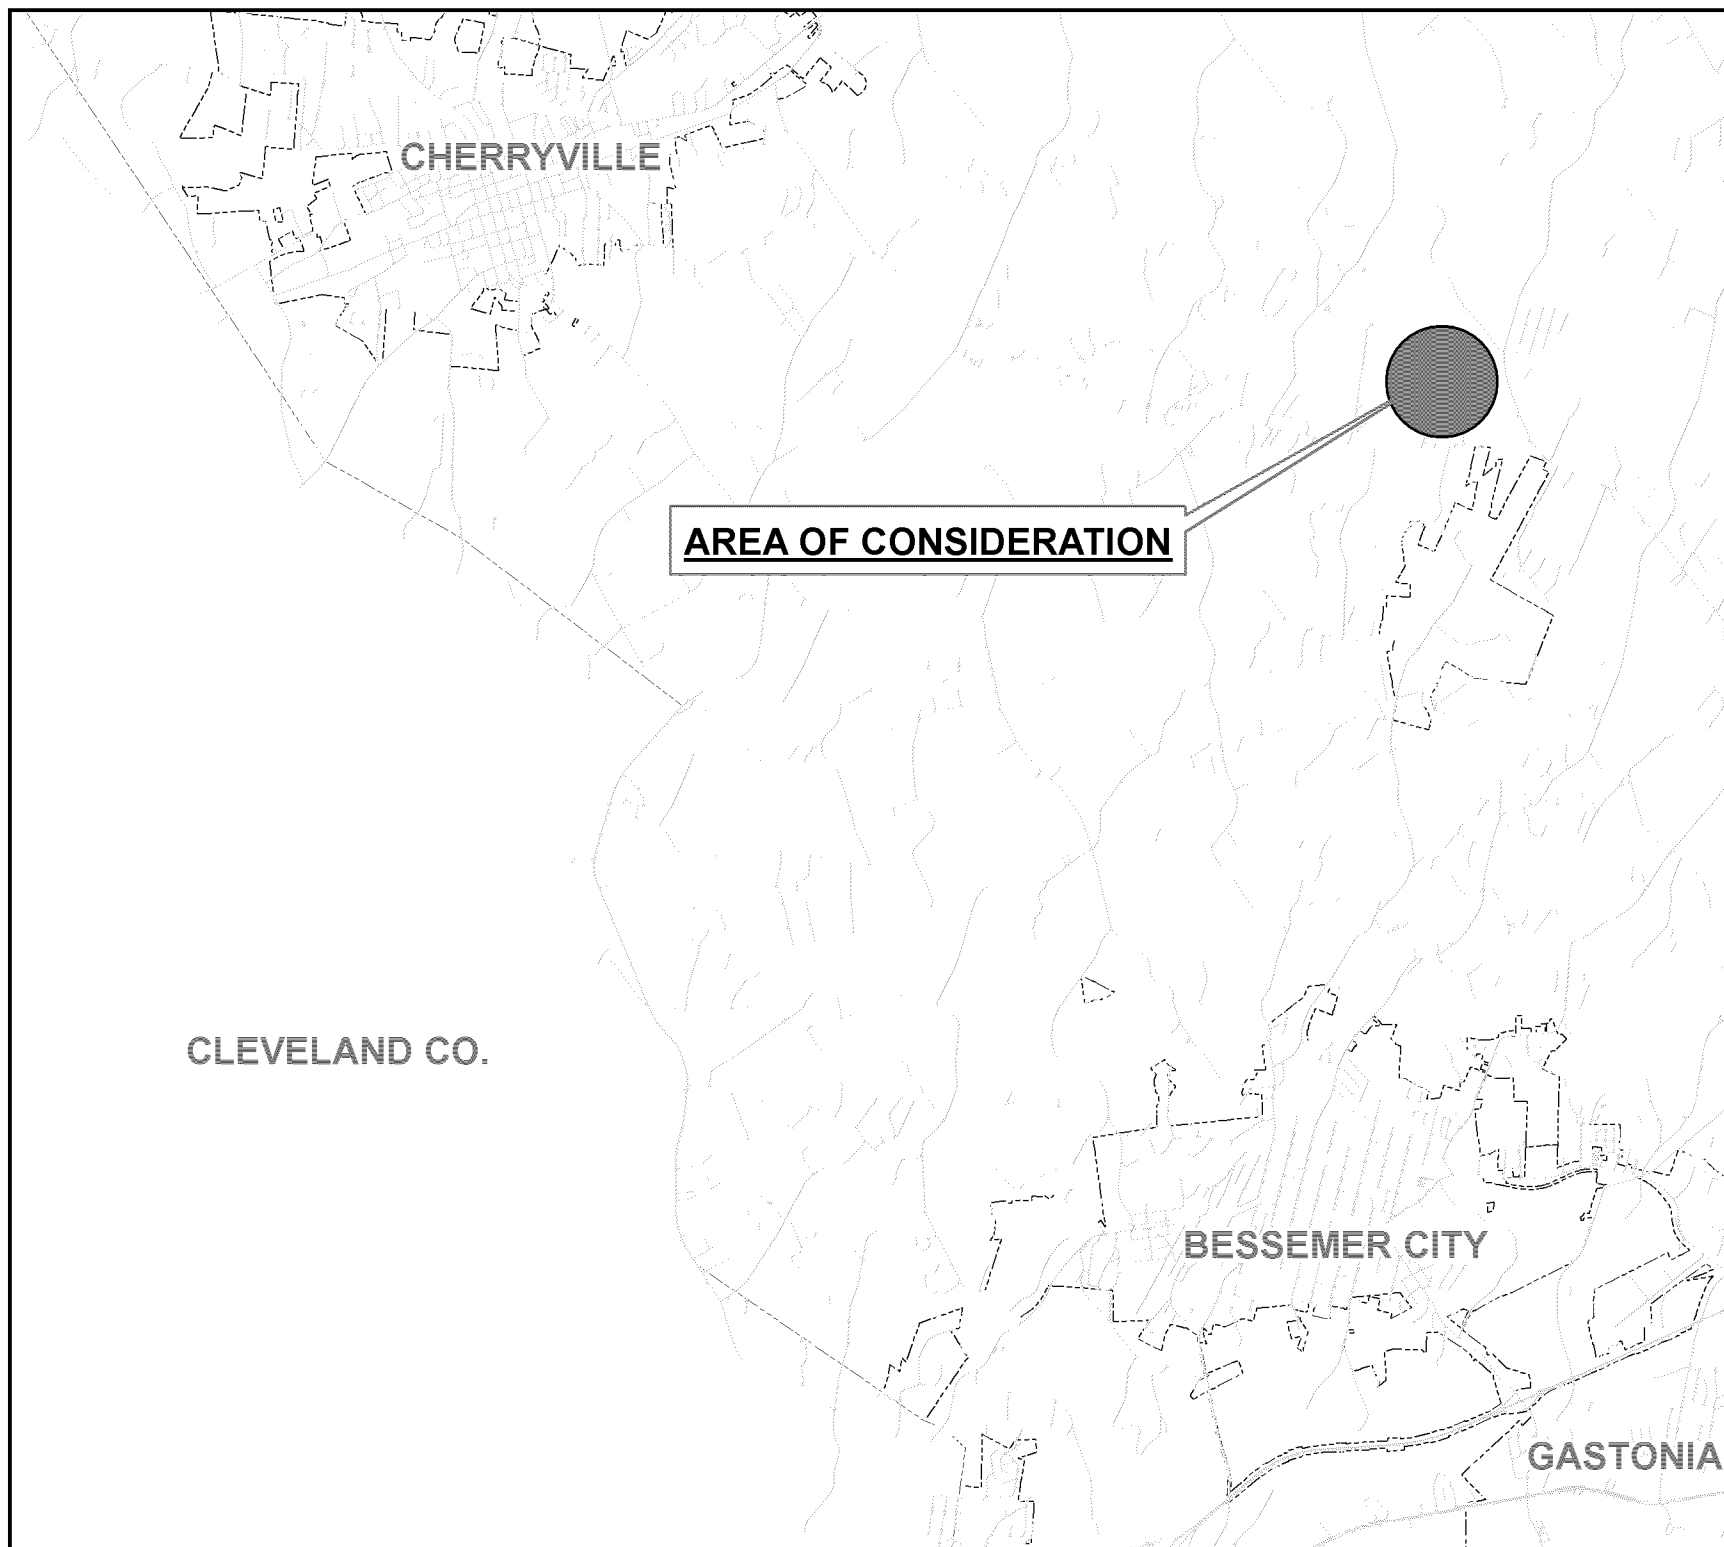 CHERRYVILLE
AREA OF CONSIDERATION
CLEVELAND CO.
BESSEMER CITY
GASTONIA